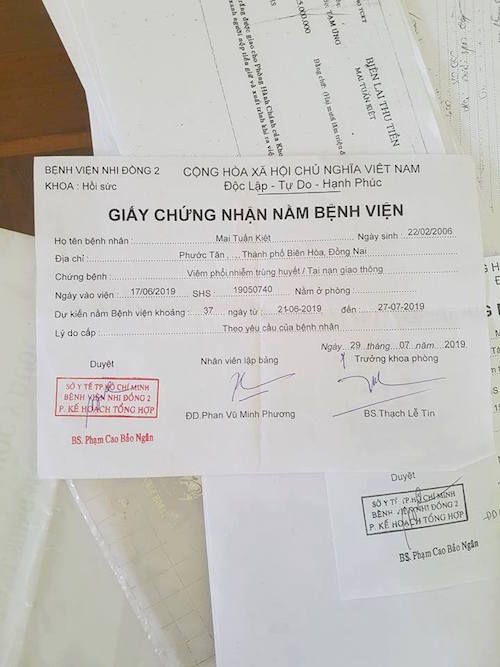 BIÊN LAI THU TIỀN
MAI TUẤN KIỆT
TẠM ỨNG
5.000.000
BỆNH VIỆN NHI ĐỒNG 2 CỘNG HÒA XÃ HỘI CHỦ NGHĨA VIỆT NAM
KHOA : Hồi sức Độc Lập - Tự Do - Hạnh Phúc
GIẤY CHỨNG NHẬN NẰM BỆNH VIỆN
Họ tên bệnh nhân : Mai Tuấn Kiệt Ngày sinh : 22/02/2006
Địa chỉ : Phước Tân , , , Thành phố Biên Hòa, Đồng Nai
Chứng bệnh : Viêm phổi nhiễm trùng huyết / Tai nạn giao thông
Ngày vào viện : 17/06/2019 SHS : 19050740 Nằm ở phòng :
Dự kiến nằm Bệnh viện khoảng : 37 ngày từ : 21-06-2019 đến : 27-07-2019
Lý do cấp : Theo yêu cầu của bệnh nhân
Ngày 29 tháng 07 năm 2019
Duyệt Nhân viên lập bảng Trưởng khoa phòng
SỞ Y TẾ TP HỒ CHÍ MINH
BỆNH VIỆN NHI ĐỒNG 2
P. KẾ HOẠCH TỔNG HỢP
BS. Phạm Cao Bảo Ngân ĐD.Phan Vũ Minh Phương BS.Thạch Lễ Tín
Duyệt
SỞ Y TẾ TP.HỒ CHÍ MINH
BỆNH VIỆN NHI ĐỒNG 2
P. KẾ HOẠCH TỔNG HỢP
BS. Phạm Cao Bảo Ngân